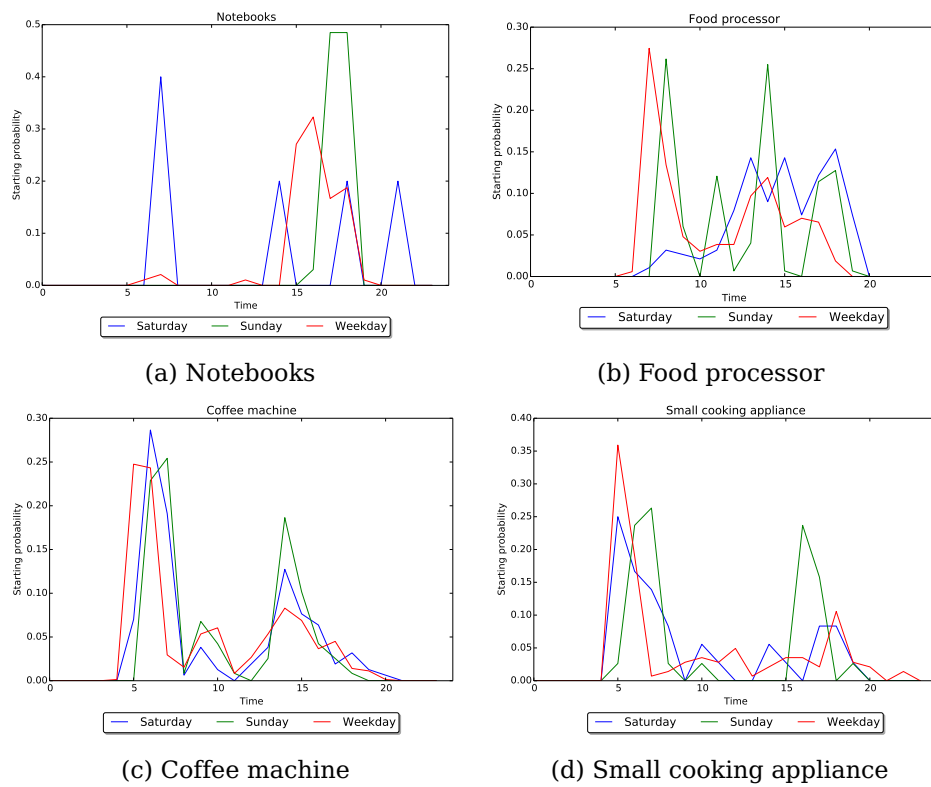 Notebooks
0.5
0.4
0.3
0.2
0.1
0.0
Starting probability
0 5 10 15 20
Time
Saturday Sunday Weekday
(a) Notebooks
Food processor
0.30
0.25
0.20
0.15
0.10
0.05
0.00
Starting probability
0 5 10 15 20
Time
Saturday Sunday Weekday
(b) Food processor
Coffee machine
0.30
0.25
0.20
0.15
0.10
0.05
0.00
Starting probability
0 5 10 15 20
Time
Saturday Sunday Weekday
(c) Coffee machine
Small cooking appliance
0.40
0.35
0.30
0.25
0.20
0.15
0.10
0.05
0.00
Starting probability
0 5 10 15 20
Time
Saturday Sunday Weekday
(d) Small cooking appliance